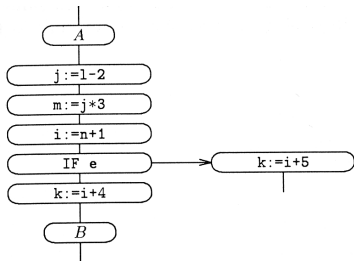 A
j:=l-2
m:=j*3
i:=n+1
IF e
k:=i+5
k:=i+4
B